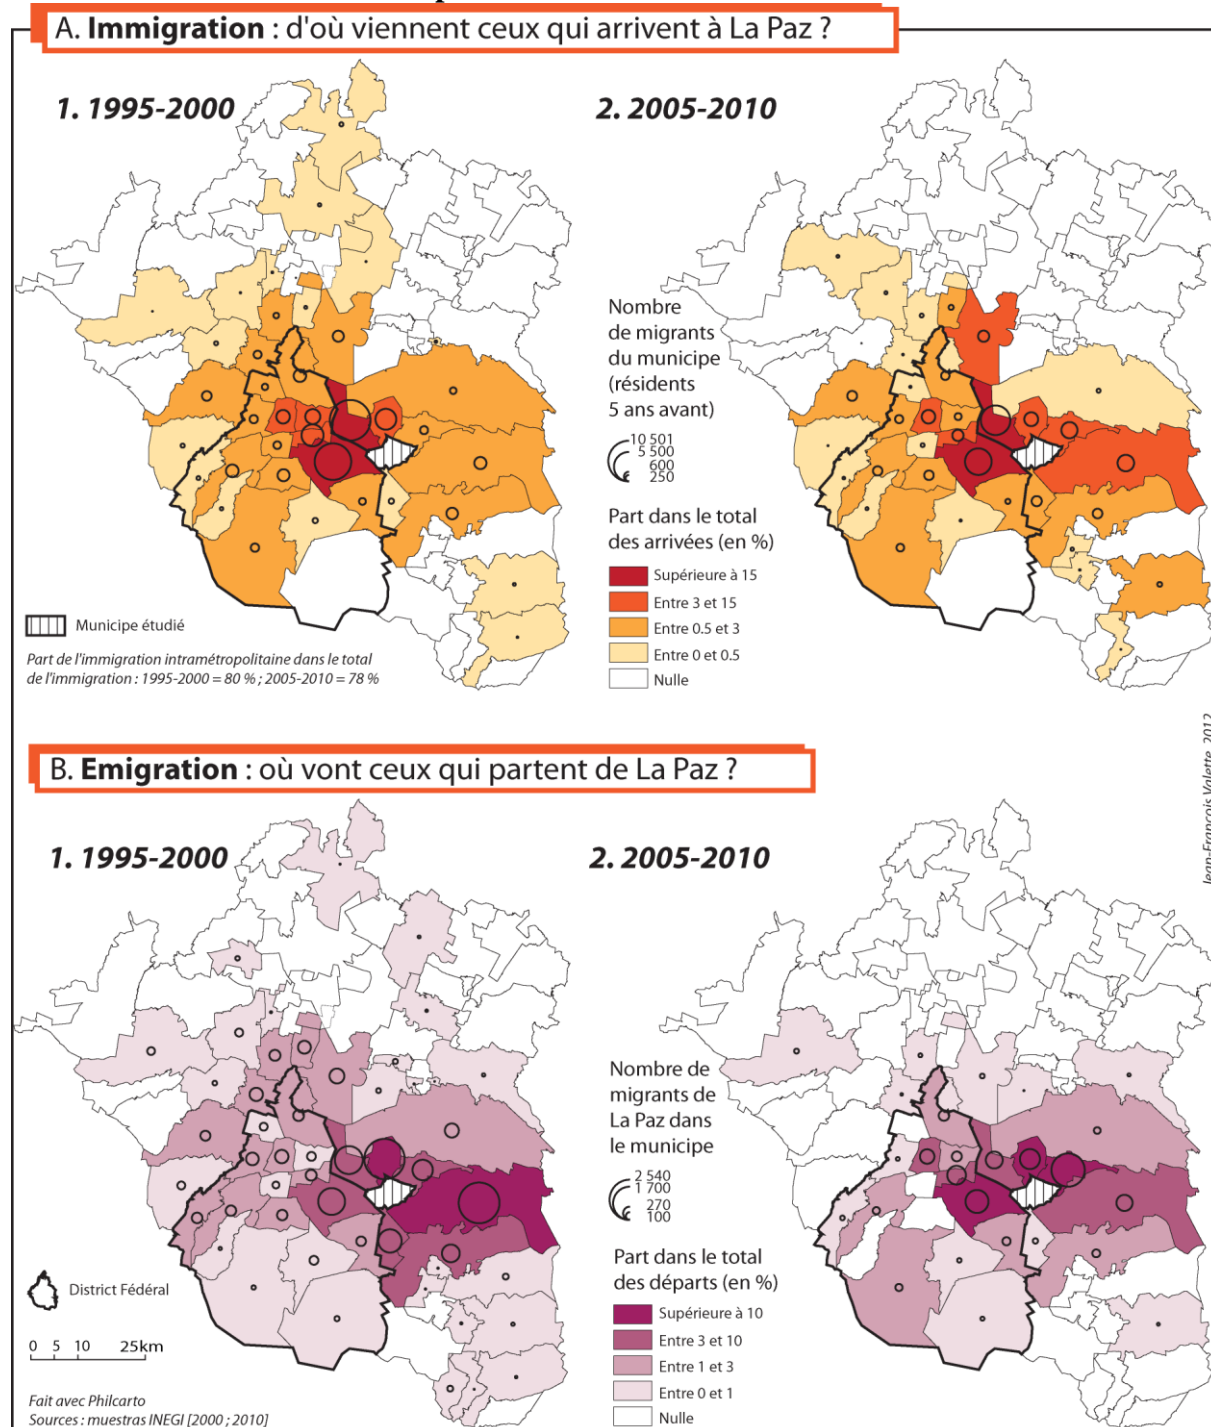 A. Immigration : d'où viennent ceux qui arrivent à La Paz ?
1. 1995-2000
2. 2005-2010
Nombre
de migrants
du municipe
(résidents
5 ans avant)
10 501
5 500
600
250
Part dans le total
des arrivées (en %)
Supérieure à 15
Entre 3 et 15
Entre 0.5 et 3
Entre 0 et 0.5
Nulle
Municipe étudié
Part de l'immigration intramétropolitaine dans le total
de l'immigration : 1995-2000 = 80 % ; 2005-2010 = 78 %
Jean-François Valette, 2012
B. Emigration : où vont ceux qui partent de La Paz ?
1. 1995-2000
2. 2005-2010
Nombre de
migrants de
La Paz dans
le municipe
2 540
1 700
270
100
Part dans le total
des départs (en %)
Supérieure à 10
Entre 3 et 10
Entre 1 et 3
Entre 0 et 1
Nulle
District Fédéral
0 5 10 25km
Fait avec Philcarto
Sources : muestras INEGI [2000 ; 2010]